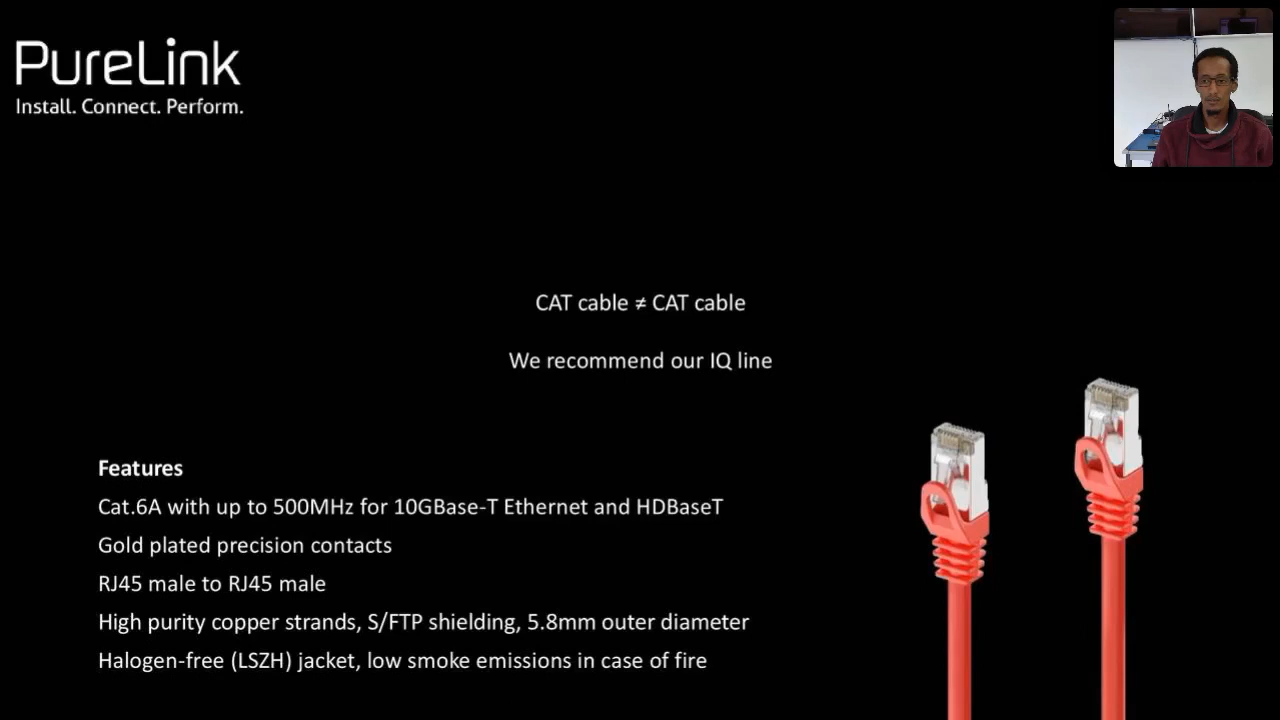 PureLink
Install. Connect. Perform.
CAT cable ≠ CAT cable
We recommend our IQ line
Features
Cat.6A with up to 500MHz for 10GBase-T Ethernet and HDBaseT
Gold plated precision contacts
RJ45 male to RJ45 male
High purity copper strands, S/FTP shielding, 5.8mm outer diameter
Halogen-free (LSZH) jacket, low smoke emissions in case of fire